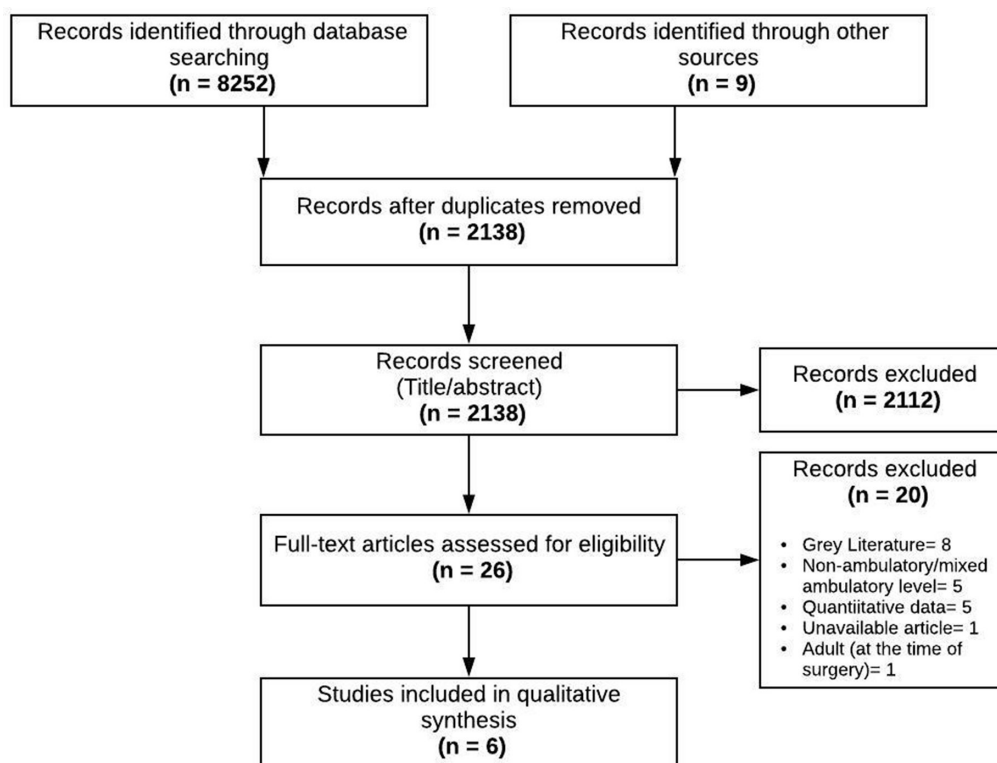 Records identified through database
searching
(n = 8252)
Records identified through other
sources
(n = 9)
Records after duplicates removed
(n = 2138)
Records screened
(Title/abstract)
(n = 2138)
Records excluded
(n = 2112)
Full-text articles assessed for eligibility
(n = 26)
Records excluded
(n = 20)
• Grey Literature= 8
• Non-ambulatory/mixed
ambulatory level= 5
• Quantiitative data= 5
• Unavailable article= 1
• Adult (at the time of
surgery)= 1
Studies included in qualitative
synthesis
(n = 6)